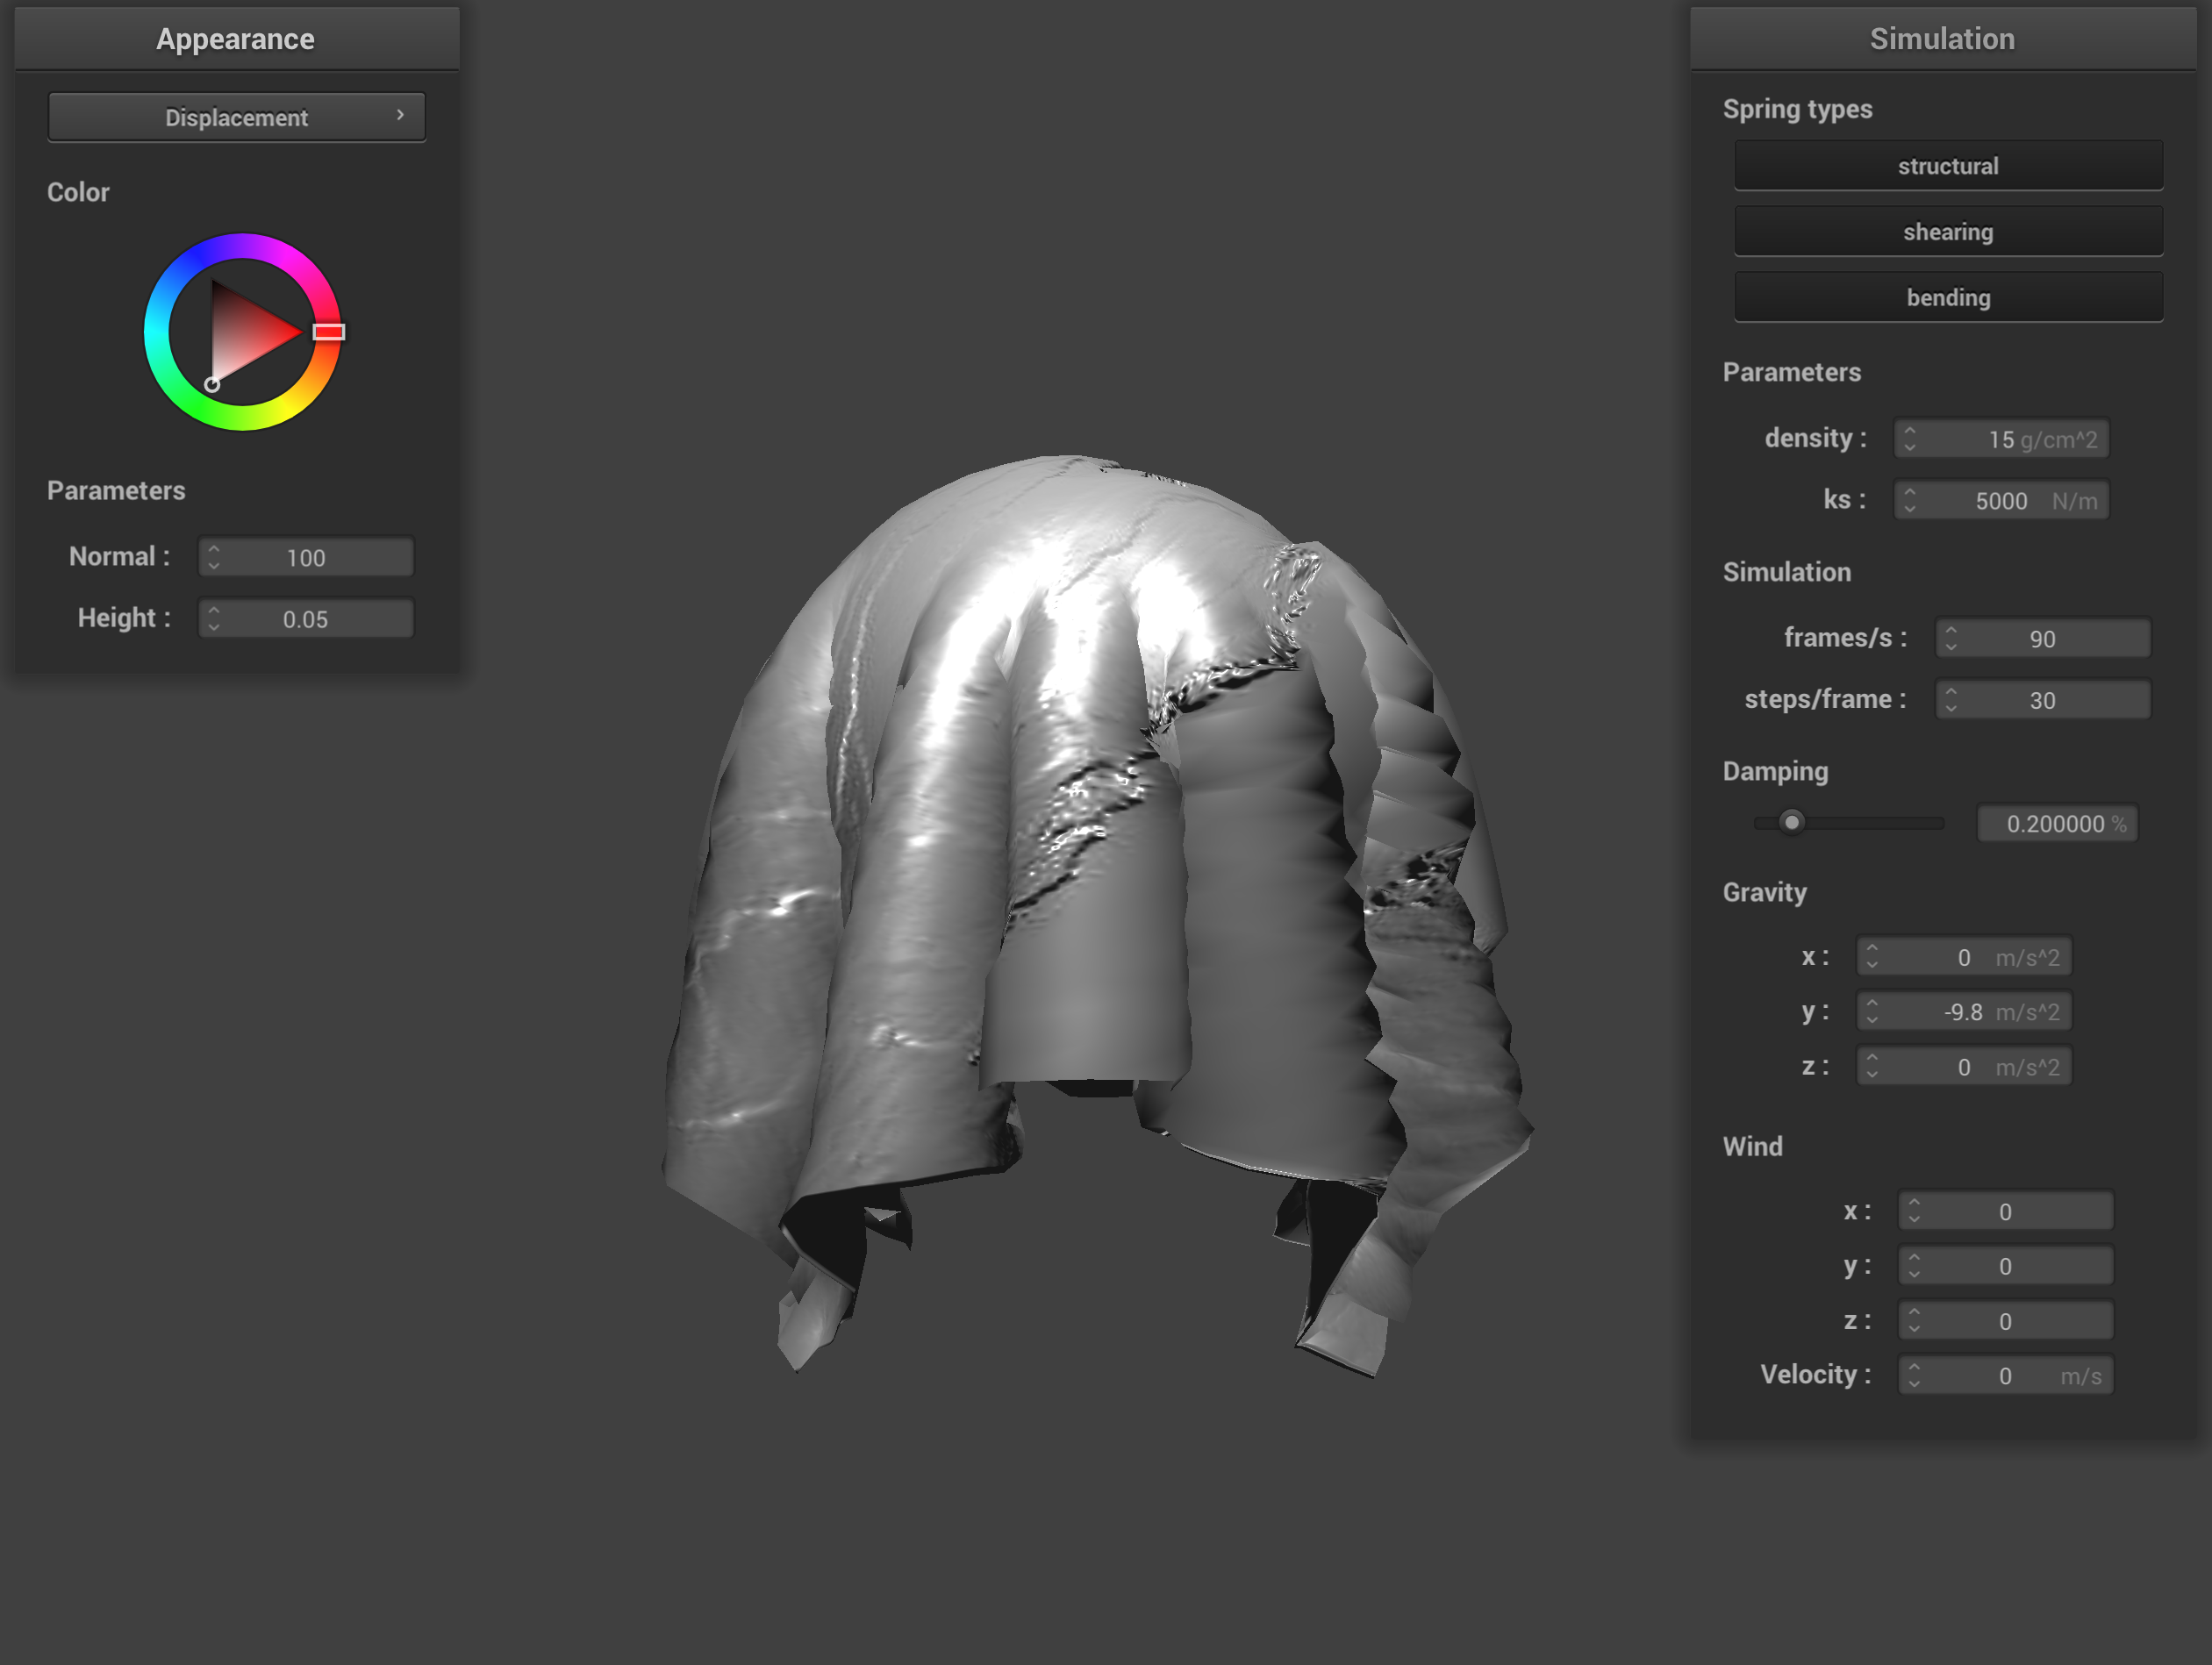 Appearance
Displacement
Color
Parameters
Normal : 100
Height : 0.05
Simulation
Spring types
structural
shearing
bending
Parameters
density : 15 g/cm^2
ks : 5000 N/m
Simulation
frames/s : 90
steps/frame : 30
Damping
0.200000 %
Gravity
x : 0 m/s^2
y : -9.8 m/s^2
z : 0 m/s^2
Wind
x : 0
y : 0
z : 0
Velocity : 0 m/s